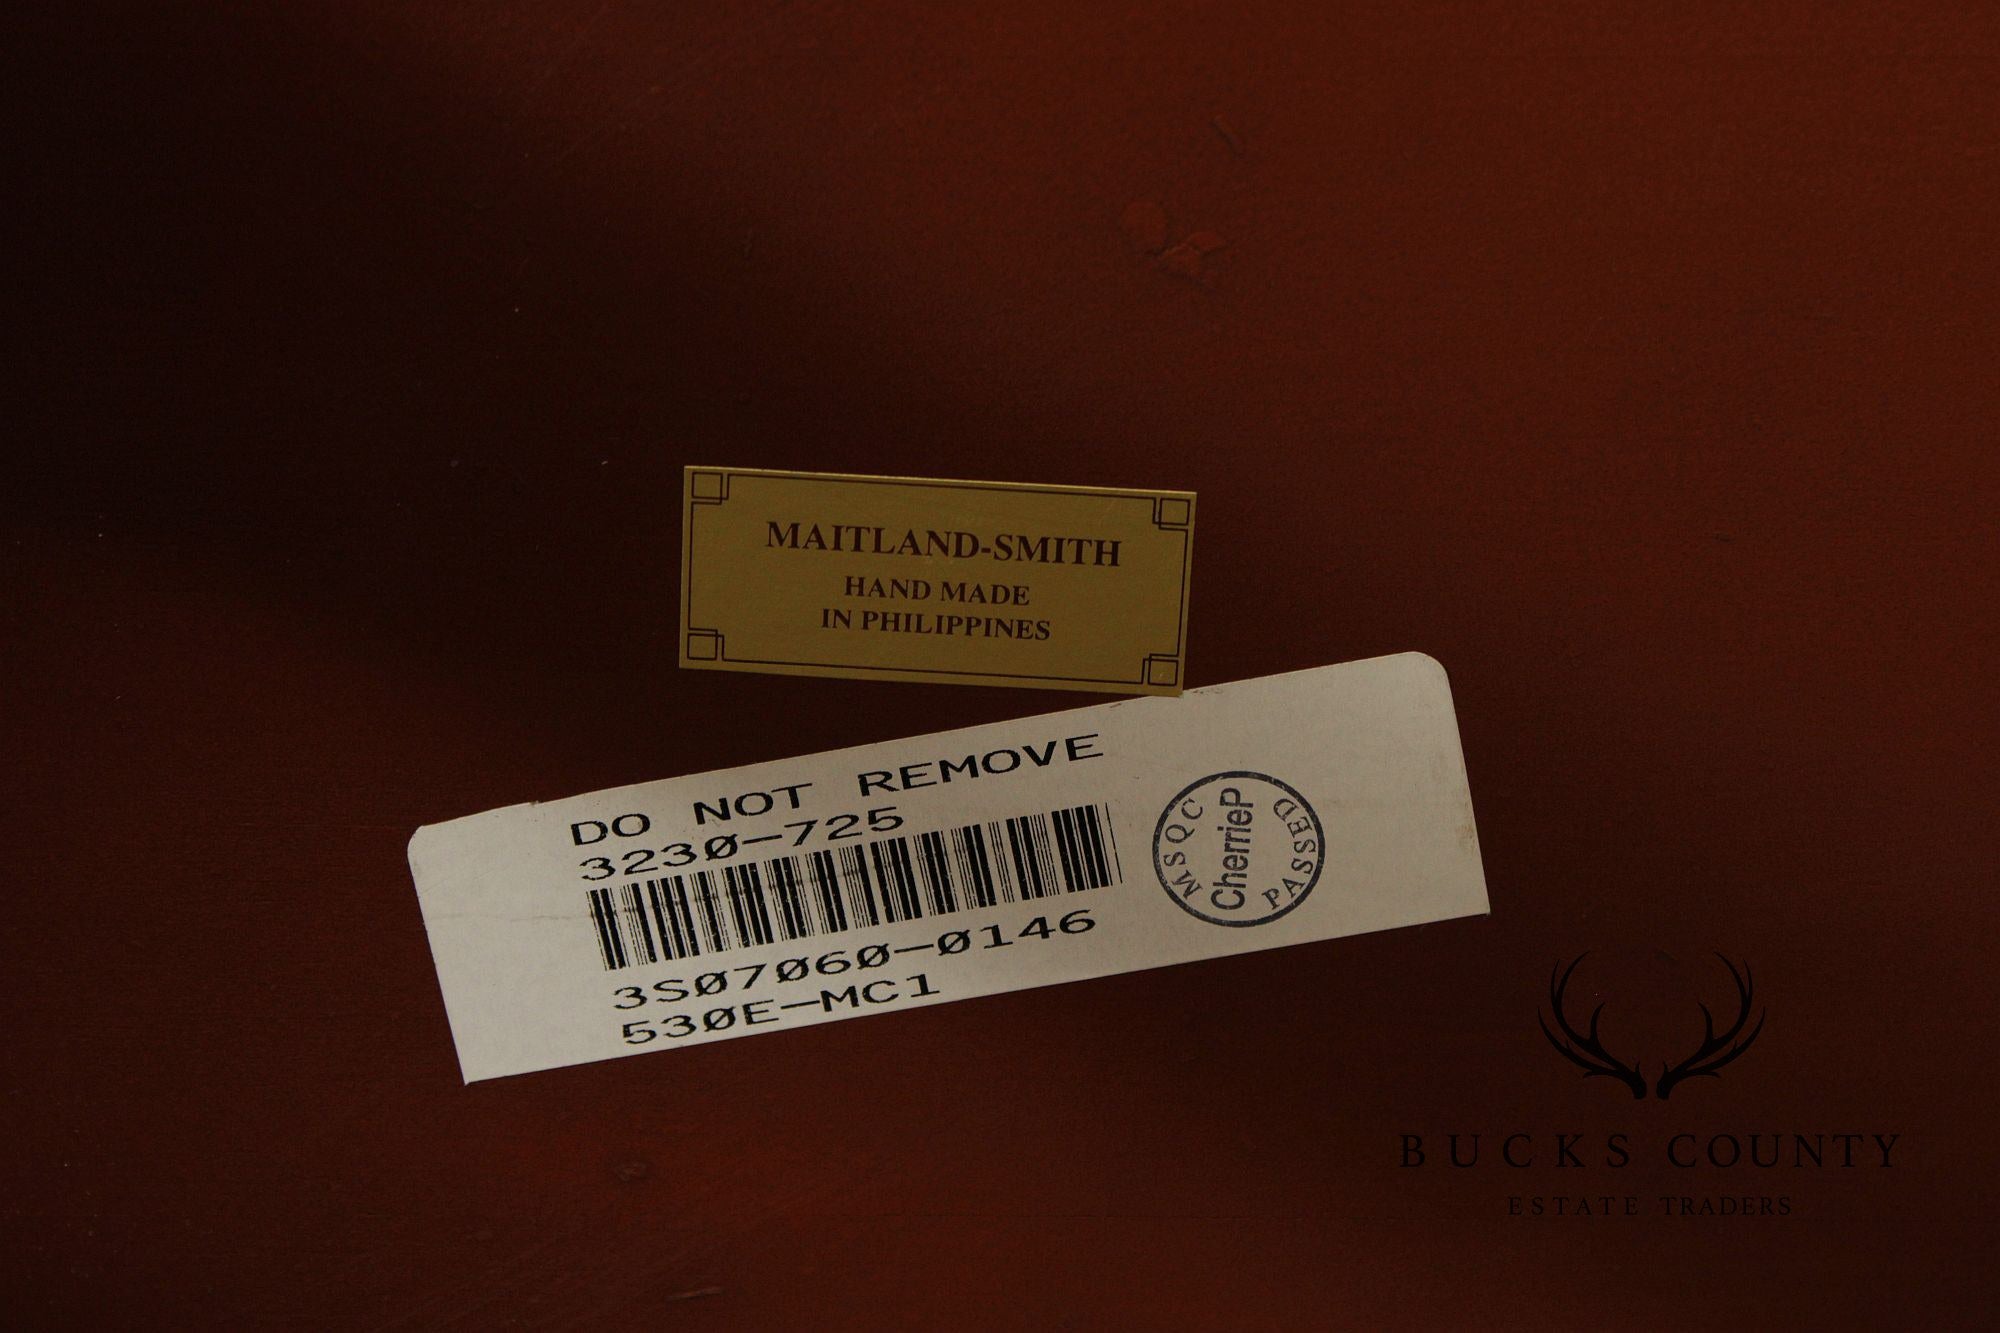 MAITLAND-SMITH
HAND MADE
IN PHILIPPINES
DO NOT REMOVE
3230-725
3S07060-0146
530E-MC1
MSQC
CherrieP
PASSED
BUCKS COUNTY
ESTATE TRADERS